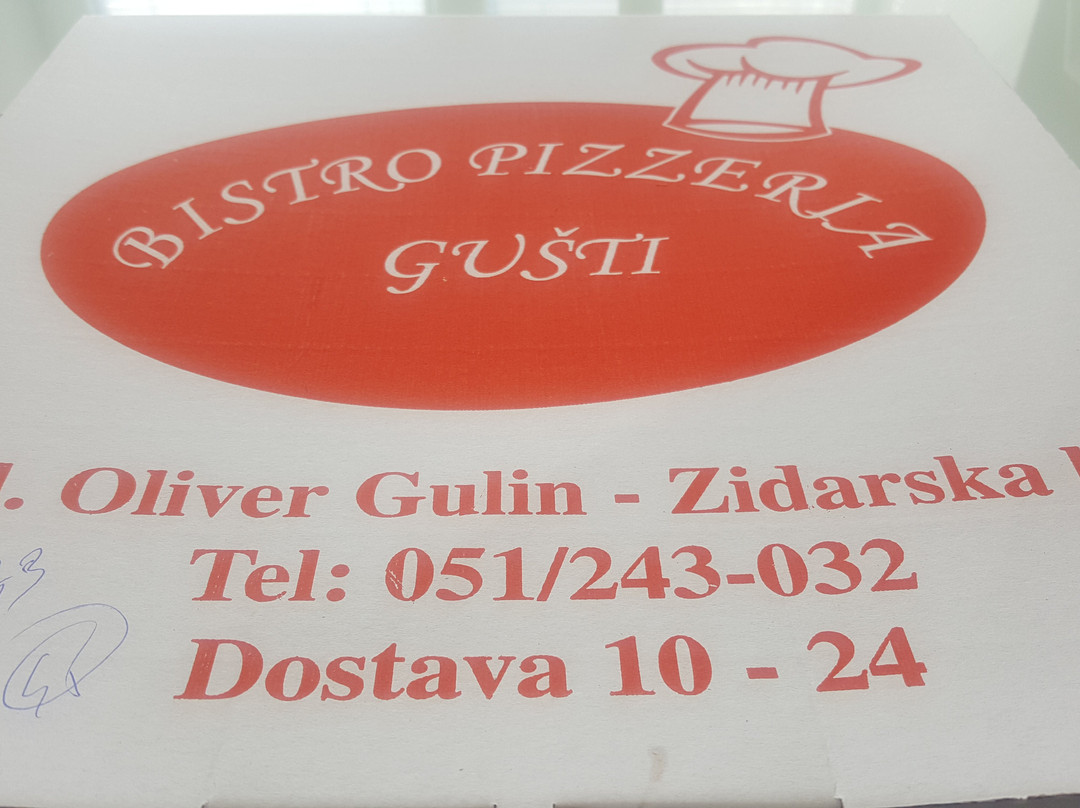 BISTRO PIZZERIA
GUŠTI
Oliver Gulin - Zidarska
Tel: 051/243-032
Dostava 10 - 24